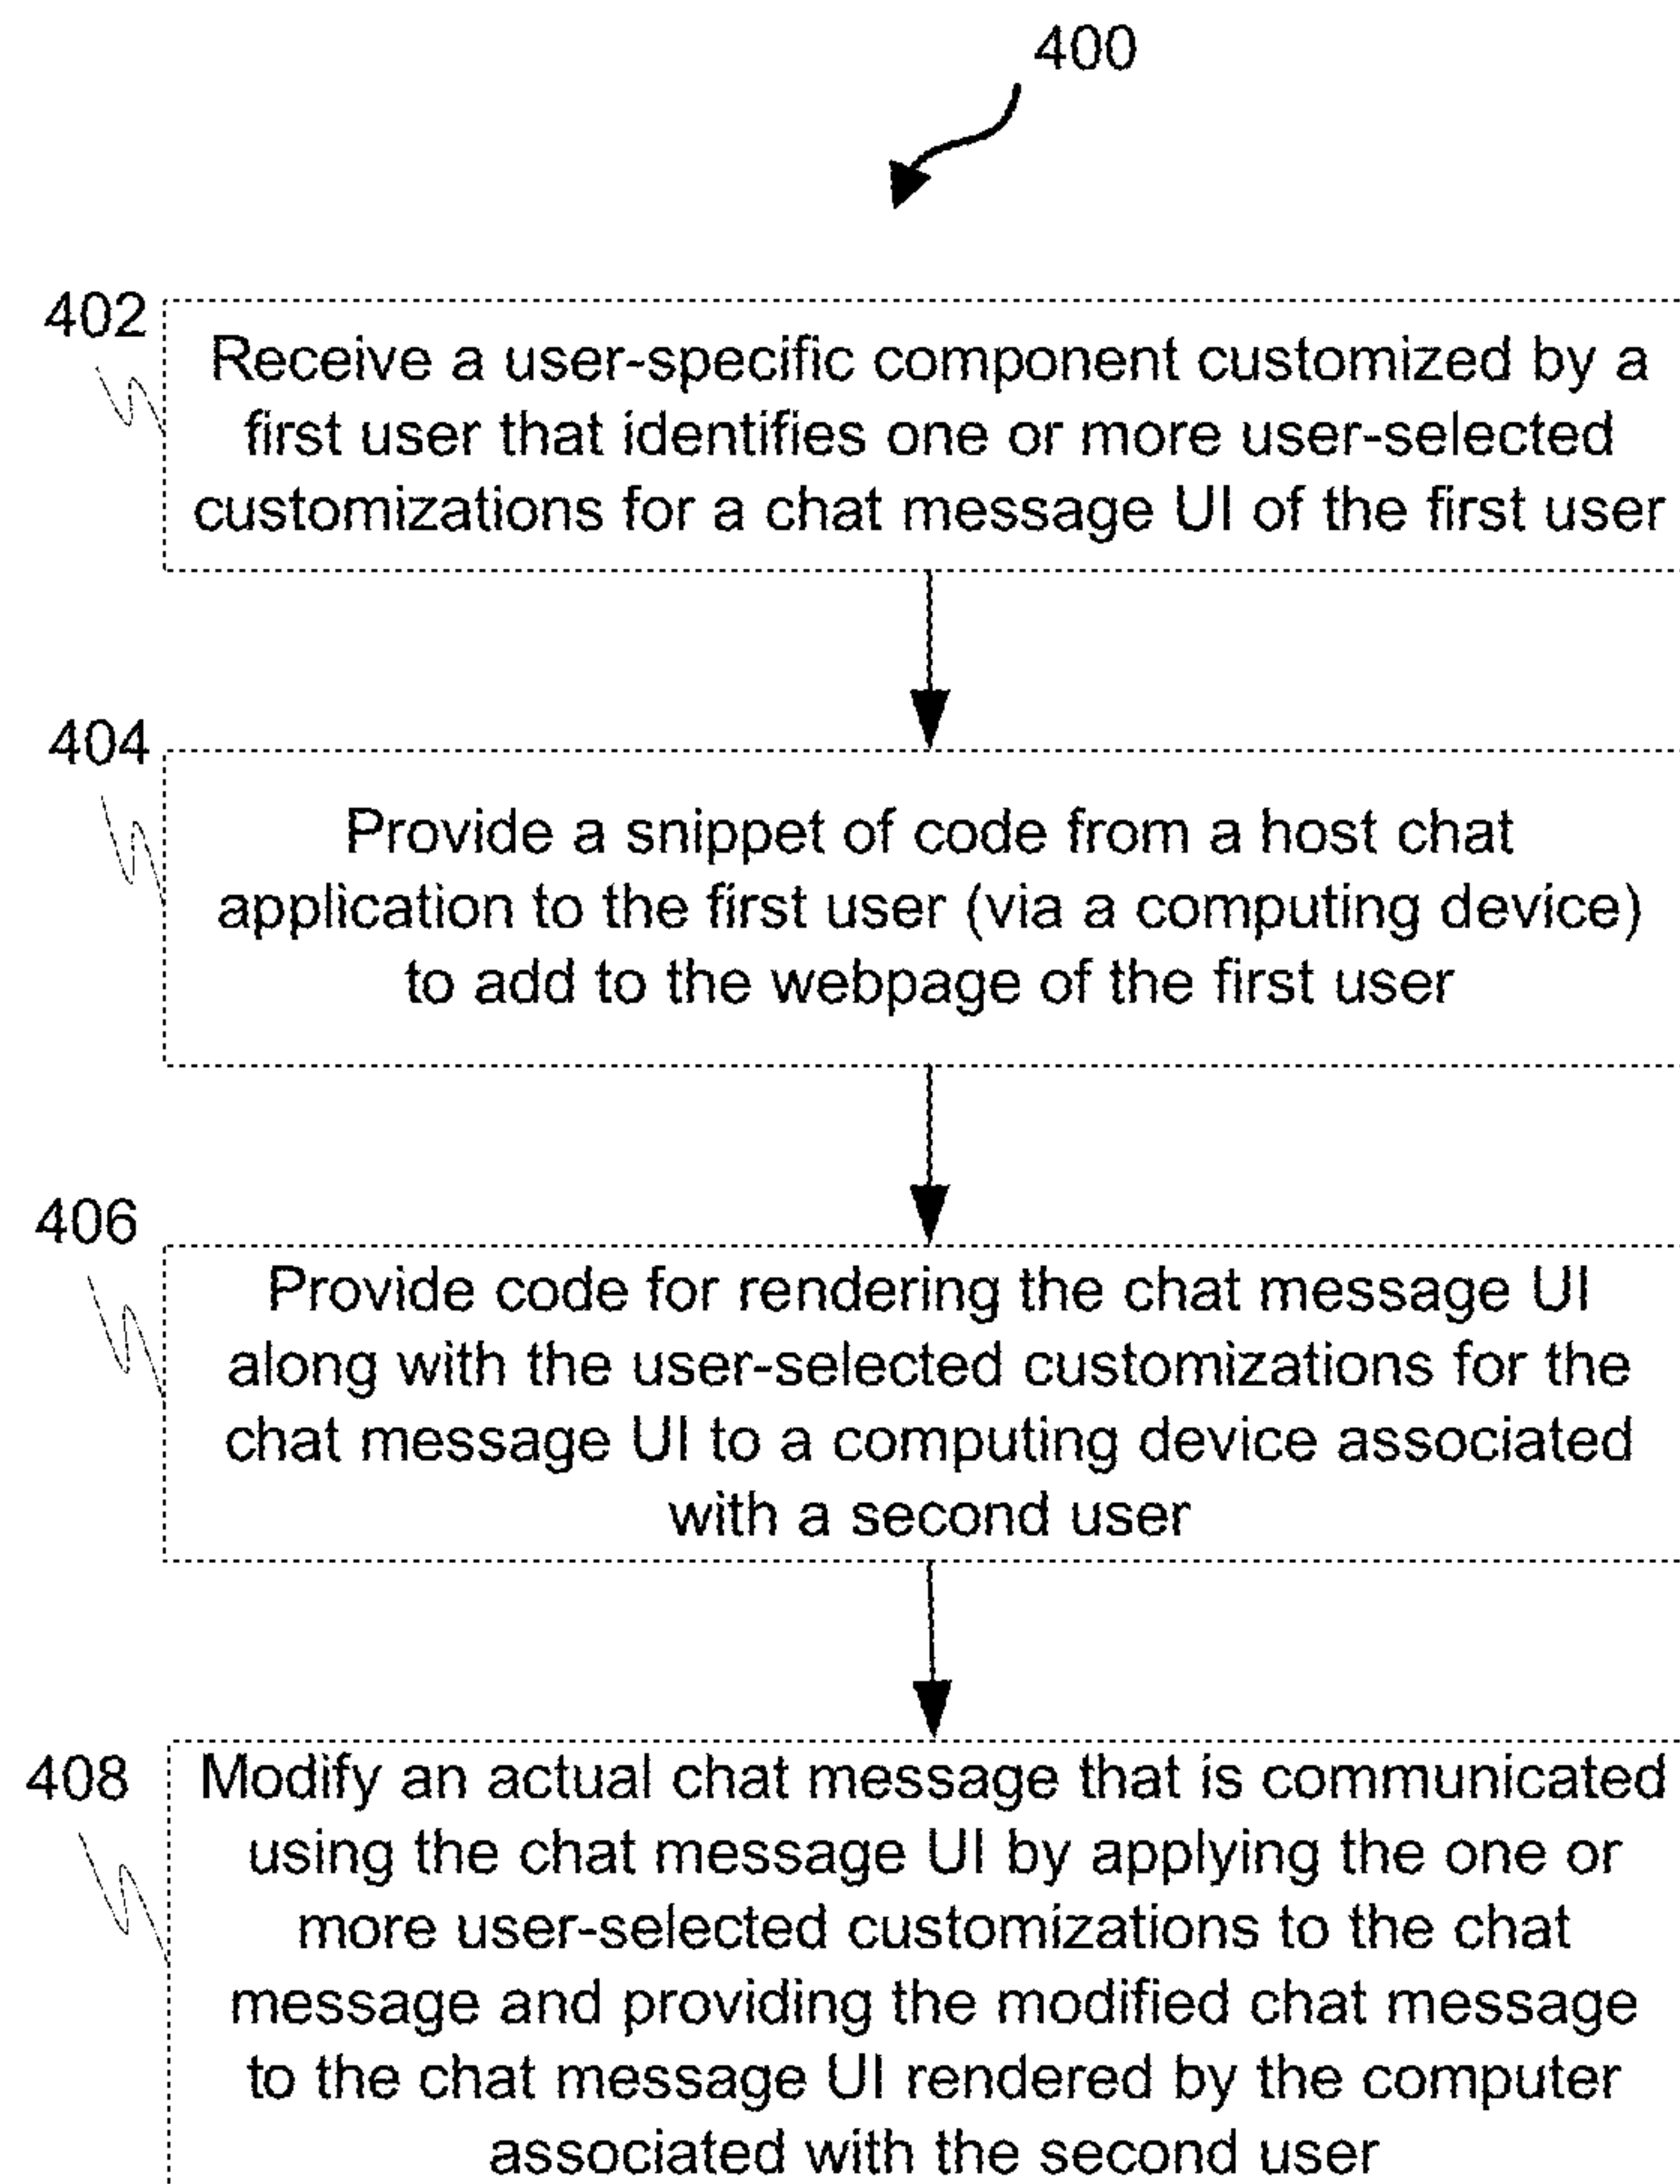 400
402
Receive a user-specific component customized by a
first user that identifies one or more user-selected
customizations for a chat message UI of the first user
404
Provide a snippet of code from a host chat
application to the first user (via a computing device)
to add to the webpage of the first user
406
Provide code for rendering the chat message UI
along with the user-selected customizations for the
chat message UI to a computing device associated
with a second user
408
Modify an actual chat message that is communicated
using the chat message UI by applying the one or
more user-selected customizations to the chat
message and providing the modified chat message
to the chat message UI rendered by the computer
associated with the second user